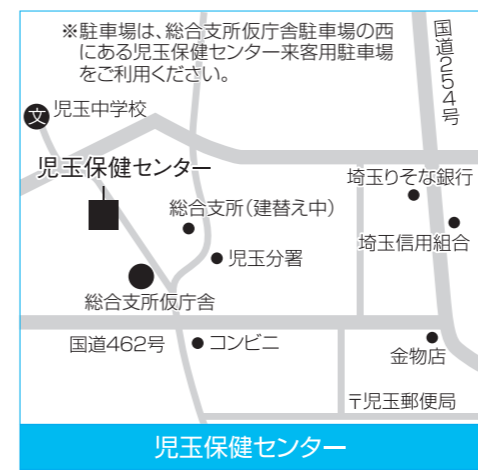 ※駐車場は、総合支所仮庁舎駐車場の西
にある児玉保健センター来客用駐車場
をご利用ください。
国道254号
文
児玉中学校
児玉保健センター
埼玉りそな銀行
総合支所(建替え中)
埼玉信用組合
児玉分署
総合支所仮庁舎
国道462号
コンビニ
金物店
〒児玉郵便局
児玉保健センター